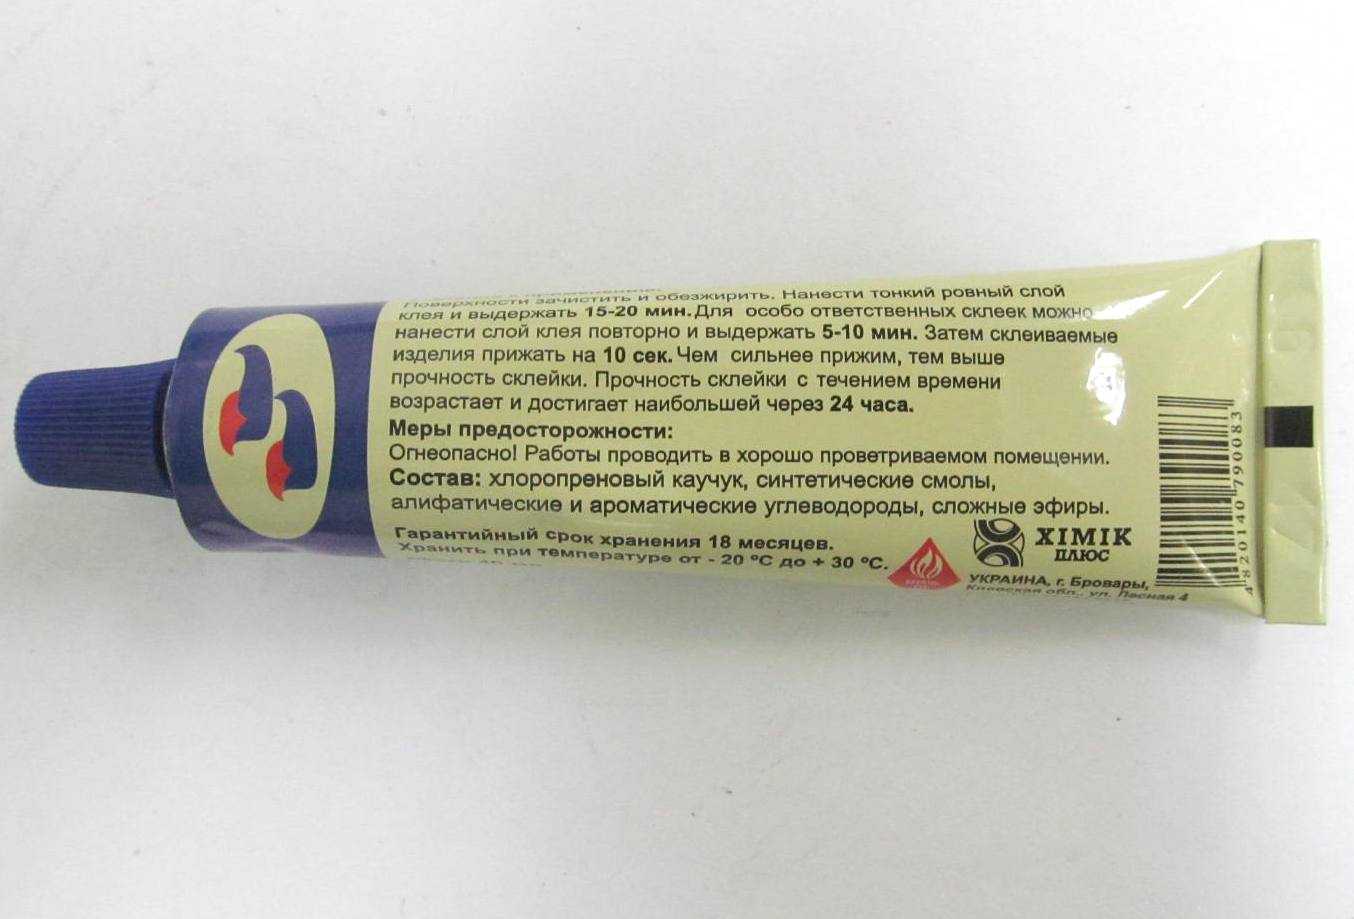 Поверхности зачистить и обезжирить. Нанести тонкий ровный слой
клея и выдержать 15-20 мин. Для особо ответственных склеек можно
нанести слой клея повторно и выдержать 5-10 мин. Затем склеиваемые
изделия прижать на 10 сек. Чем сильнее прижим, тем выше
прочность склейки. Прочность склейки с течением времени
возрастает и достигает наибольшей через 24 часа.
Меры предосторожности:
Огнеопасно! Работы проводить в хорошо проветриваемом помещении.
Состав: хлоропреновый каучук, синтетические смолы,
алифатические и ароматические углеводороды, сложные эфиры.
Гарантийный срок хранения 18 месяцев.
Хранить при температуре от - 20 °C до + 30 °C.
ХІМІК
ПЛЮС
УКРАИНА, г. Бровары,
Киевская обл., ул. Лесная 4
4820140790083